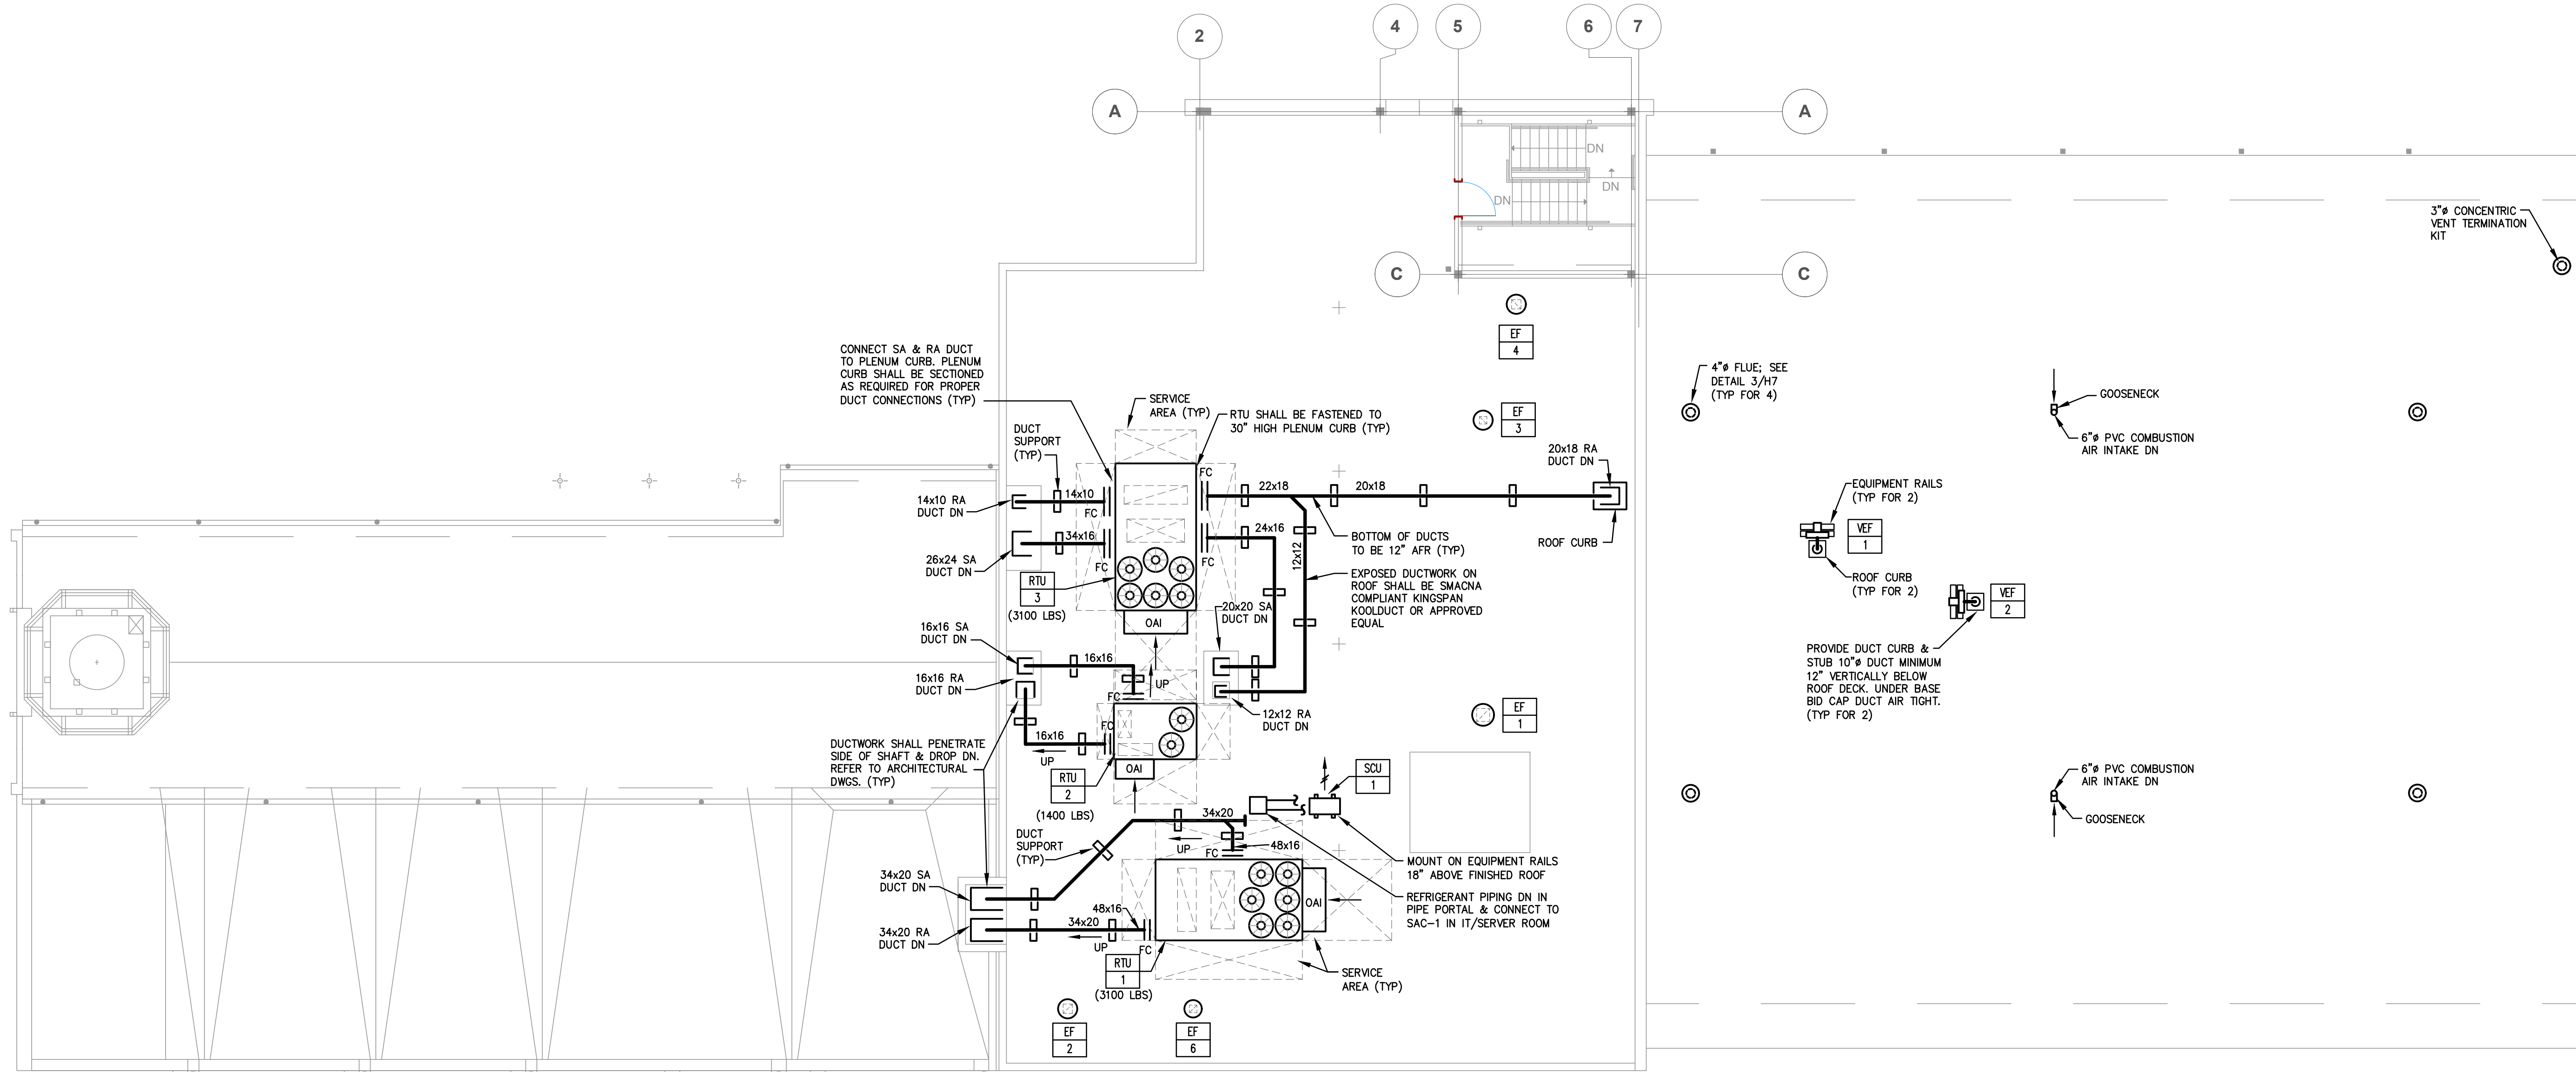 2
4
5
6
7
A
A
DN
DN
DN
C
C
3"ø CONCENTRIC
VENT TERMINATION
KIT
EF
4
CONNECT SA & RA DUCT
TO PLENUM CURB. PLENUM
CURB SHALL BE SECTIONED
AS REQUIRED FOR PROPER
DUCT CONNECTIONS (TYP)
SERVICE
AREA (TYP)
RTU SHALL BE FASTENED TO
30" HIGH PLENUM CURB (TYP)
EF
3
4"ø FLUE; SEE
DETAIL 3/H7
(TYP FOR 4)
GOOSENECK
6"ø PVC COMBUSTION
AIR INTAKE DN
DUCT
SUPPORT
(TYP)
20x18 RA
DUCT DN
FC
14x10
22x18
20x18
14x10 RA
DUCT DN
FC
EQUIPMENT RAILS
(TYP FOR 2)
34x16
24x16
26x24 SA
DUCT DN
FC
FC
12x12
BOTTOM OF DUCTS
TO BE 12" AFR (TYP)
ROOF CURB
VEF
1
RTU
3
(3100 LBS)
EXPOSED DUCTWORK ON
ROOF SHALL BE SMACNA
COMPLIANT KINGSPAN
KOOLDUCT OR APPROVED
EQUAL
ROOF CURB
(TYP FOR 2)
VEF
2
OAI
20x20 SA
DUCT DN
16x16 SA
DUCT DN
16x16
16x16 RA
DUCT DN
UP
FC
PROVIDE DUCT CURB &
STUB 10"ø DUCT MINIMUM
12" VERTICALLY BELOW
ROOF DECK. UNDER BASE
BID CAP DUCT AIR TIGHT.
(TYP FOR 2)
12x12 RA
DUCT DN
EF
1
FC
16x16
UP
DUCTWORK SHALL PENETRATE
SIDE OF SHAFT & DROP DN.
REFER TO ARCHITECTURAL
DWGS. (TYP)
OAI
RTU
2
(1400 LBS)
SCU
1
6"ø PVC COMBUSTION
AIR INTAKE DN
GOOSENECK
34x20
DUCT
SUPPORT
(TYP)
UP
FC
48x16
MOUNT ON EQUIPMENT RAILS
18" ABOVE FINISHED ROOF
34x20 SA
DUCT DN
OAI
REFRIGERANT PIPING DN IN
PIPE PORTAL & CONNECT TO
SAC-1 IN IT/SERVER ROOM
48x16
34x20
34x20 RA
DUCT DN
UP
FC
RTU
1
(3100 LBS)
SERVICE
AREA (TYP)
EF
2
EF
6